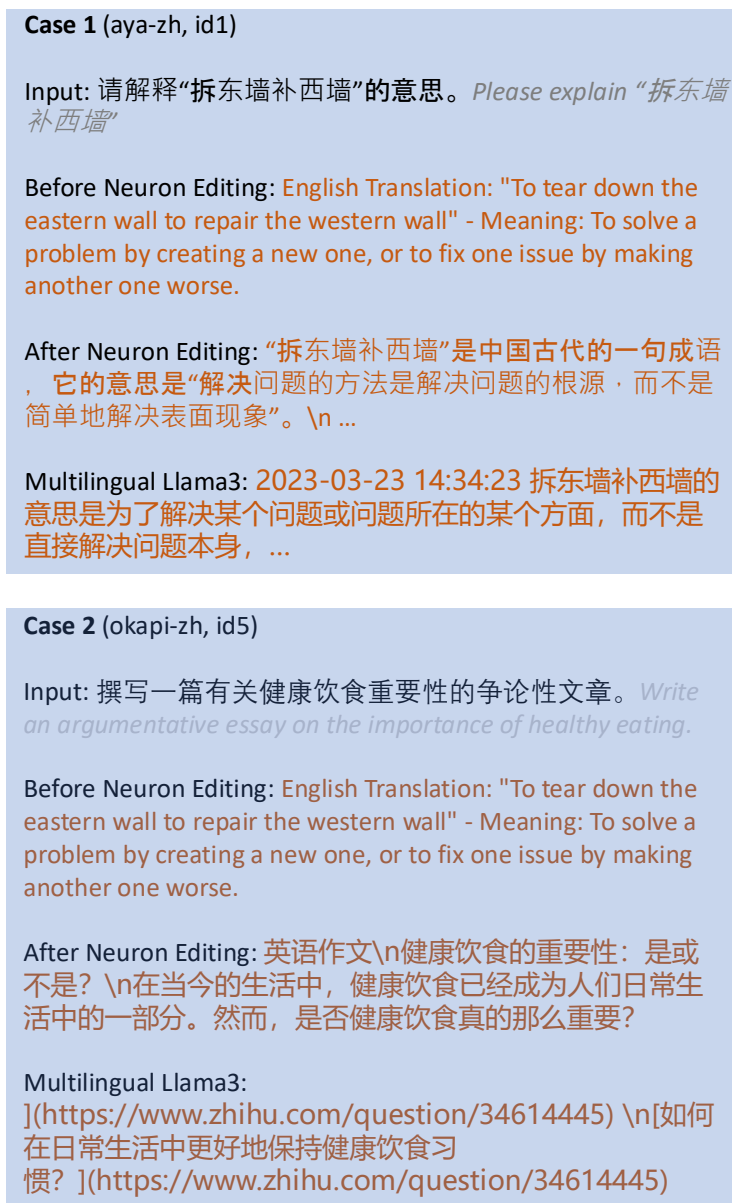 Case 1 (aya-zh, id1)
Input: 请解释“拆东墙补西墙”的意思。Please explain “拆东墙
补西墙”
Before Neuron Editing: English Translation: "To tear down the
eastern wall to repair the western wall" - Meaning: To solve a
problem by creating a new one, or to fix one issue by making
another one worse.
After Neuron Editing: “拆东墙补西墙”是中国古代的一句成语
，它的意思是“解决问题的方法是解决问题的根源，而不是
简单地解决表面现象”。\n ...
Multilingual Llama3: 2023-03-23 14:34:23 拆东墙补西墙的
意思是为了解决某个问题或问题所在的某个方面，而不是
直接解决问题本身，...
Case 2 (okapi-zh, id5)
Input: 撰写一篇有关健康饮食重要性的争论性文章。Write
an argumentative essay on the importance of healthy eating.
Before Neuron Editing: English Translation: "To tear down the
eastern wall to repair the western wall" - Meaning: To solve a
problem by creating a new one, or to fix one issue by making
another one worse.
After Neuron Editing: 英语作文\n健康饮食的重要性：是或
不是？\n在当今的生活中，健康饮食已经成为人们日常生
活中的一部分。然而，是否健康饮食真的那么重要？
Multilingual Llama3:
](https://www.zhihu.com/question/34614445) \n[如何
在日常生活中更好地保持健康饮食习
惯？](https://www.zhihu.com/question/34614445)